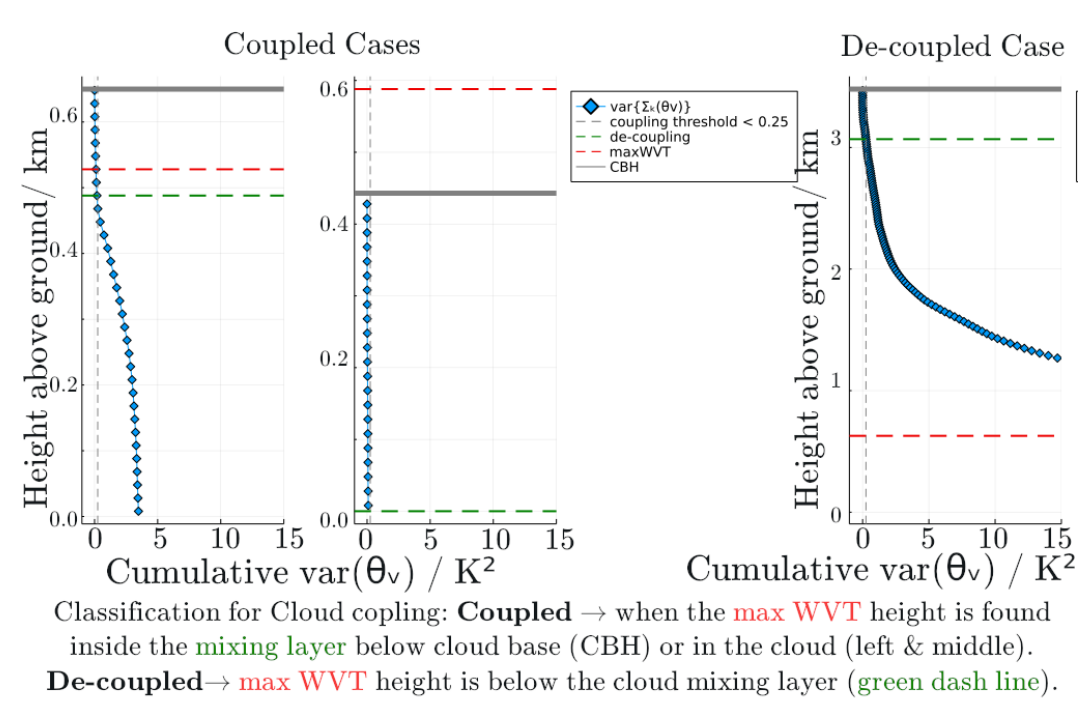 Coupled Cases
De-coupled Case
Height above ground / km
0.6
0.4
0.2
0.0
0 5 10 15
0.6
0.4
0.2
0.0
0 5 10 15
var{Σₖ(θv)}
coupling threshold < 0.25
de-coupling
maxWVT
CBH
Height above ground / km
3
2
1
0
0 5 10 15
Cumulative var(θᵥ) / K²
Cumulative var(θᵥ) / K²
Classification for Cloud copling: Coupled → when the max WVT height is found
inside the mixing layer below cloud base (CBH) or in the cloud (left & middle).
De-coupled→ max WVT height is below the cloud mixing layer (green dash line).